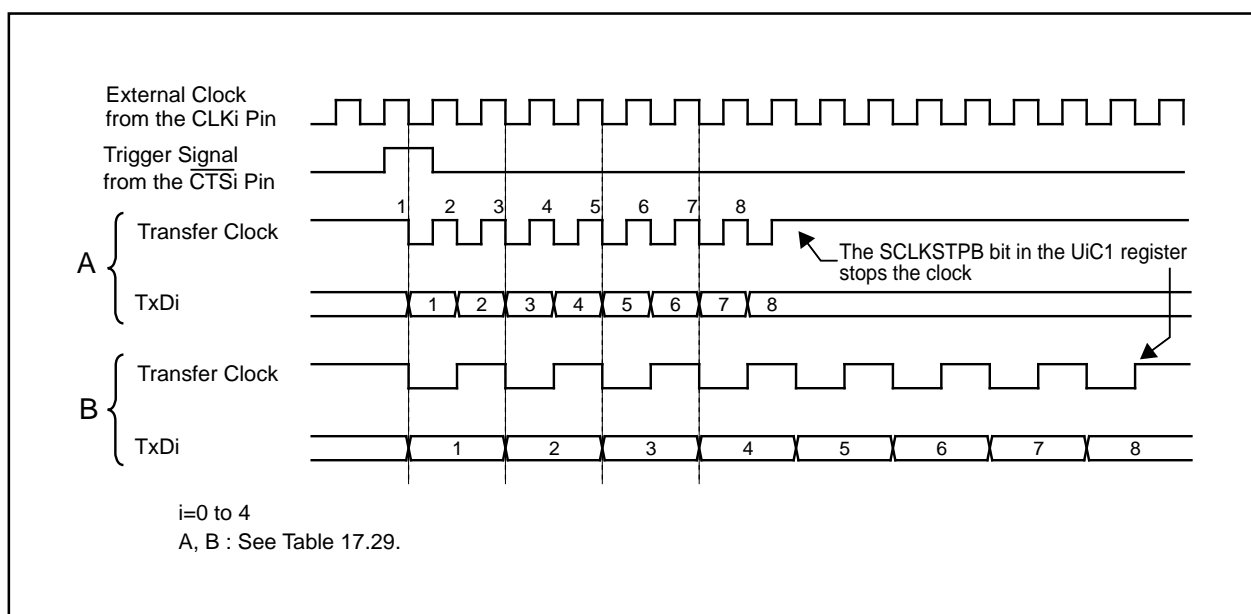 External Clock
from the CLKi Pin
Trigger Signal
from the CTSi Pin
1 2 3 4 5 6 7 8
A
Transfer Clock
The SCLKSTPB bit in the UiC1 register
stops the clock
TxDi
1 2 3 4 5 6 7 8
B
Transfer Clock
TxDi
1 2 3 4 5 6 7 8
i=0 to 4
A, B : See Table 17.29.